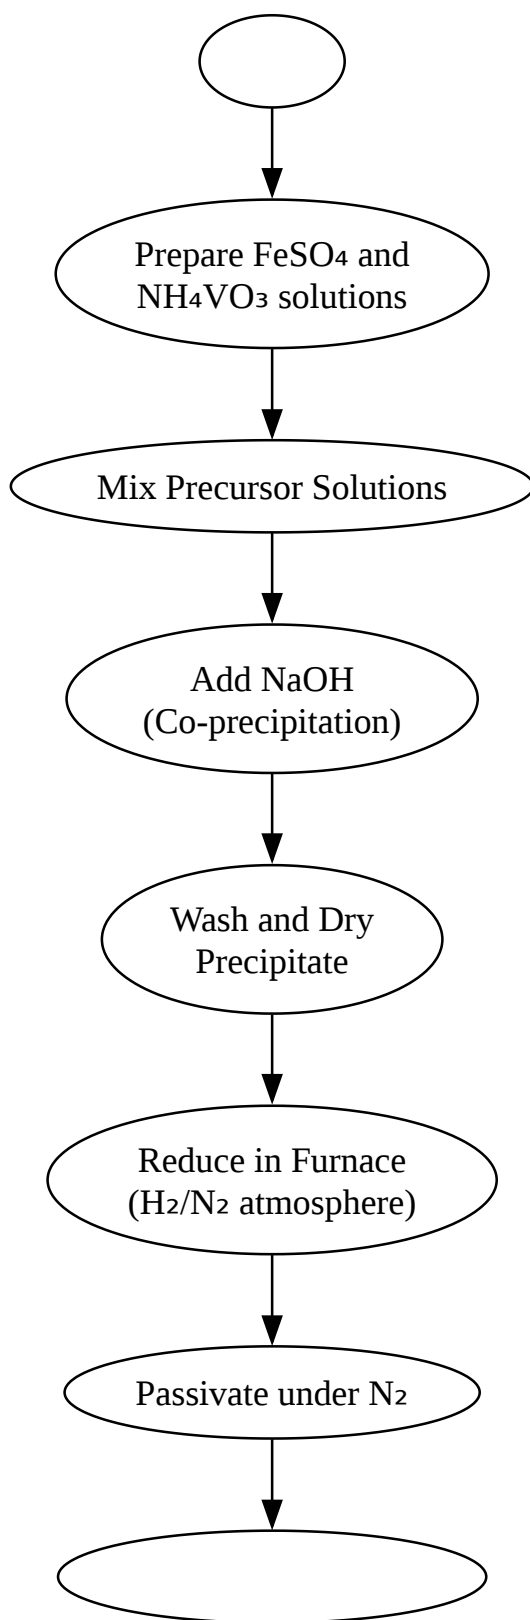 Prepare FeSO₄ and
NH₄VO₃ solutions
Mix Precursor Solutions
Add NaOH
(Co-precipitation)
Wash and Dry
Precipitate
Reduce in Furnace
(H₂/N₂ atmosphere)
Passivate under N₂